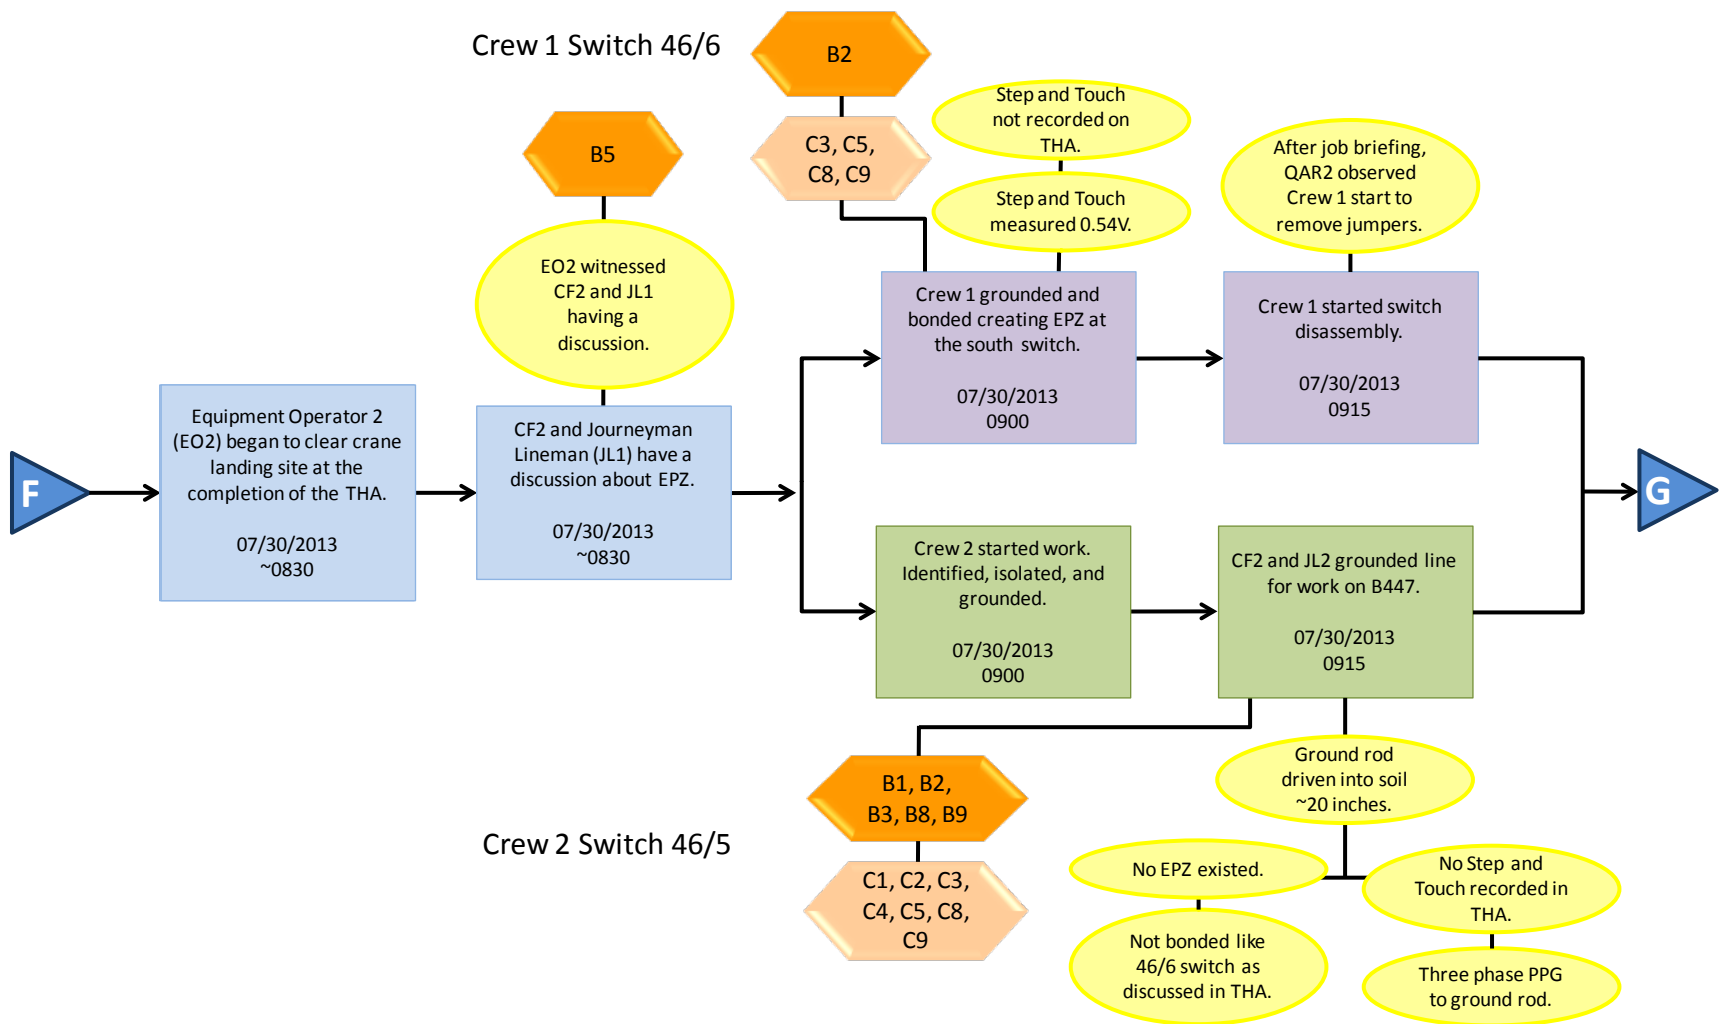 Crew 1 Switch 46/6
B2
C3, C5,
C8, C9
Step and Touch
not recorded on
THA.
Step and Touch
measured 0.54V.
After job briefing,
QAR2 observed
Crew 1 start to
remove jumpers.
B5
EO2 witnessed
CF2 and JL1
having a
discussion.
F
Equipment Operator 2
(EO2) began to clear crane
landing site at the
completion of the THA.
07/30/2013
~0830
CF2 and Journeyman
Lineman (JL1) have a
discussion about EPZ.
07/30/2013
~0830
Crew 1 grounded and
bonded creating EPZ at
the south switch.
07/30/2013
0900
Crew 1 started switch
disassembly.
07/30/2013
0915
G
Crew 2 started work.
Identified, isolated, and
grounded.
07/30/2013
0900
CF2 and JL2 grounded line
for work on B447.
07/30/2013
0915
Crew 2 Switch 46/5
B1, B2,
B3, B8, B9
C1, C2, C3,
C4, C5, C8,
C9
Ground rod
driven into soil
~20 inches.
No EPZ existed.
Not bonded like
46/6 switch as
discussed in THA.
No Step and
Touch recorded in
THA.
Three phase PPG
to ground rod.